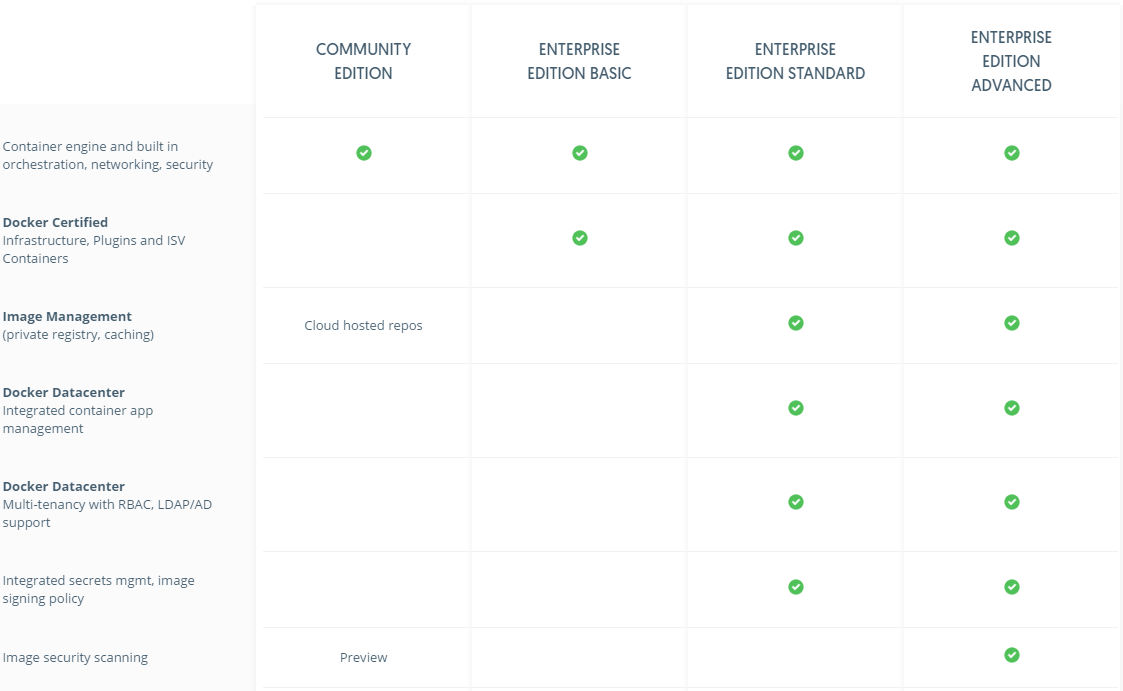 COMMUNITY
EDITION
ENTERPRISE
EDITION BASIC
ENTERPRISE
EDITION STANDARD
ENTERPRISE
EDITION
ADVANCED
Container engine and built in
orchestration, networking, security
Docker Certified
Infrastructure, Plugins and ISV
Containers
Image Management
(private registry, caching)
Cloud hosted repos
Docker Datacenter
Integrated container app
management
Docker Datacenter
Multi-tenancy with RBAC, LDAP/AD
support
Integrated secrets mgmt, image
signing policy
Image security scanning
Preview